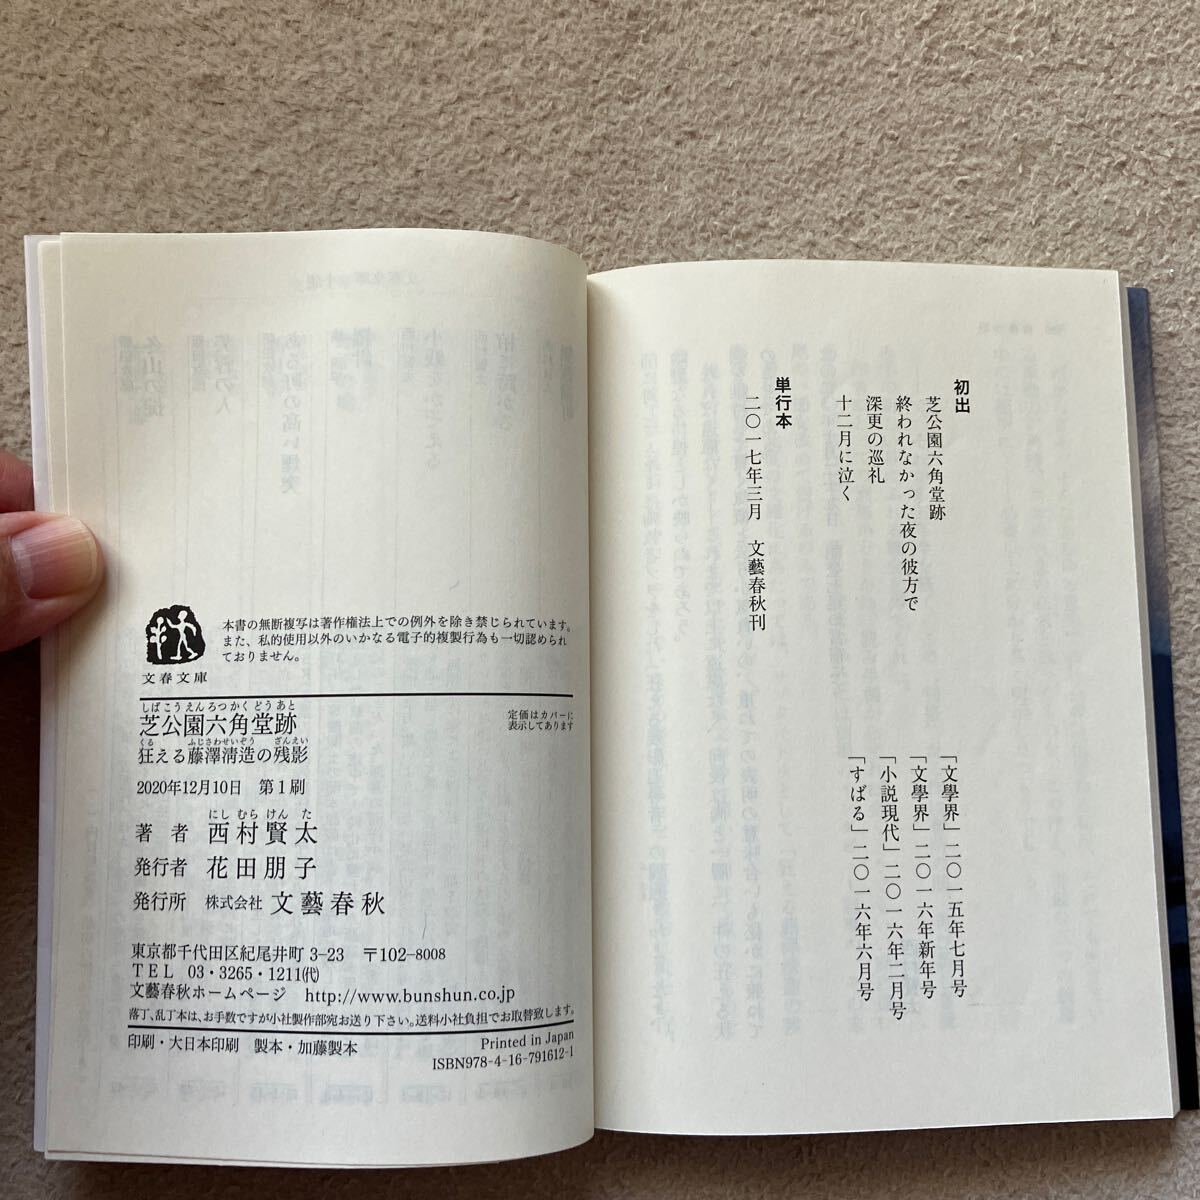 初出
芝公園六角堂跡 「文學界」二〇一五年七月号
終われなかった夜の彼方で 「文學界」二〇一六年新年号
深更の巡礼 「小説現代」二〇一六年二月号
十二月に泣く 「すばる」二〇一六年六月号
単行本
二〇一七年三月 文藝春秋刊
本書の無断複写は著作権法上での例外を除き禁じられています。
また、私的使用以外のいかなる電子的複製行為も一切認められ
ておりません。
文春文庫
しばこうえんろっかくどうあと
芝公園六角堂跡
くる ふじさわせいぞう ざんえい
狂える藤澤淸造の残影
定価はカバーに
表示してあります
2020年12月10日 第1刷
にし むら けん た
著者 西村賢太
発行者 花田朋子
発行所 株式会社 文藝春秋
東京都千代田区紀尾井町 3-23 〒102-8008
TEL 03・3265・1211㈹
文藝春秋ホームページ http://www.bunshun.co.jp
落丁、乱丁本は、お手数ですが小社製作部宛お送り下さい。送料小社負担でお取替致します。
印刷・大日本印刷 製本・加藤製本
Printed in Japan
ISBN978-4-16-791612-1